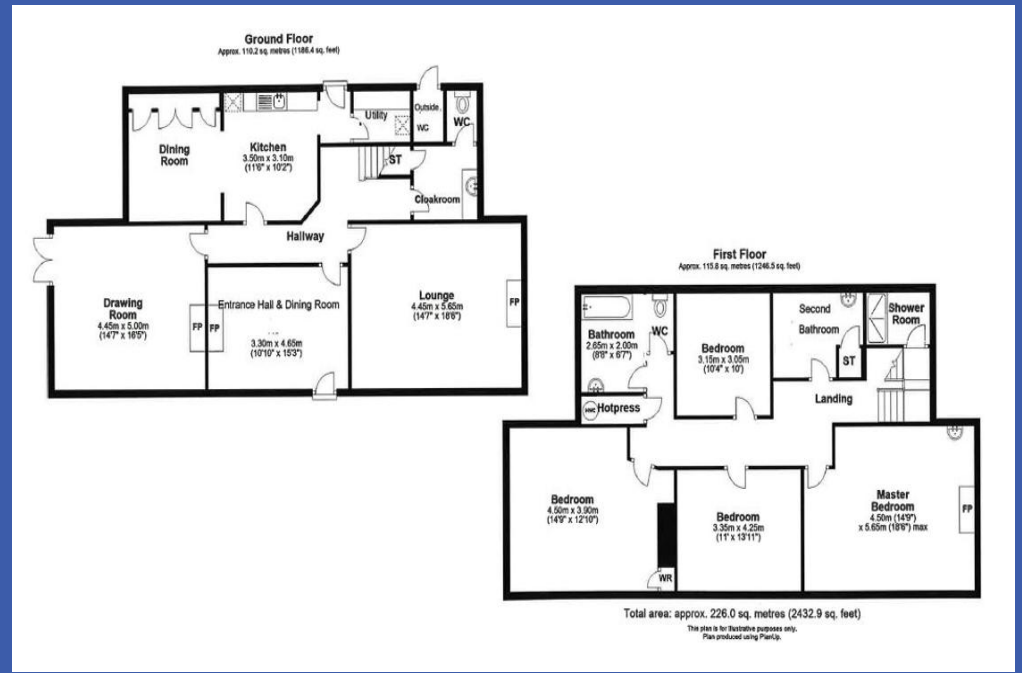 Ground Floor
Approx. 110.2 sq. metres (1186.4 sq. feet)
Dining
Room
Kitchen
3.50m x 3.10m
(11'6" x 10'2")
Utility
Outside
WC
WC
ST
Cloakroom
Hallway
Drawing
Room
4.45m x 5.00m
(14'7" x 16'5")
FP
FP
Entrance Hall & Dining Room
3.30m x 4.65m
(10'10" x 15'3")
Lounge
4.45m x 5.65m
(14'7" x 18'6")
FP
First Floor
Approx. 115.8 sq. metres (1246.5 sq. feet)
Bathroom
2.65m x 2.00m
(8'8" x 6'7")
WC
Bedroom
3.15m x 3.05m
(10'4" x 10')
Second
Bathroom
ST
Shower
Room
Landing
HWC
Hotpress
Bedroom
4.50m x 3.90m
(14'9" x 12'10")
WR
Bedroom
3.35m x 4.25m
(11' x 13'11")
Master
Bedroom
4.50m (14'9")
x 5.65m (18'6") max
FP
Total area: approx. 226.0 sq. metres (2432.9 sq. feet)
This plan is for illustrative purposes only.
Plan produced using PlanUp.